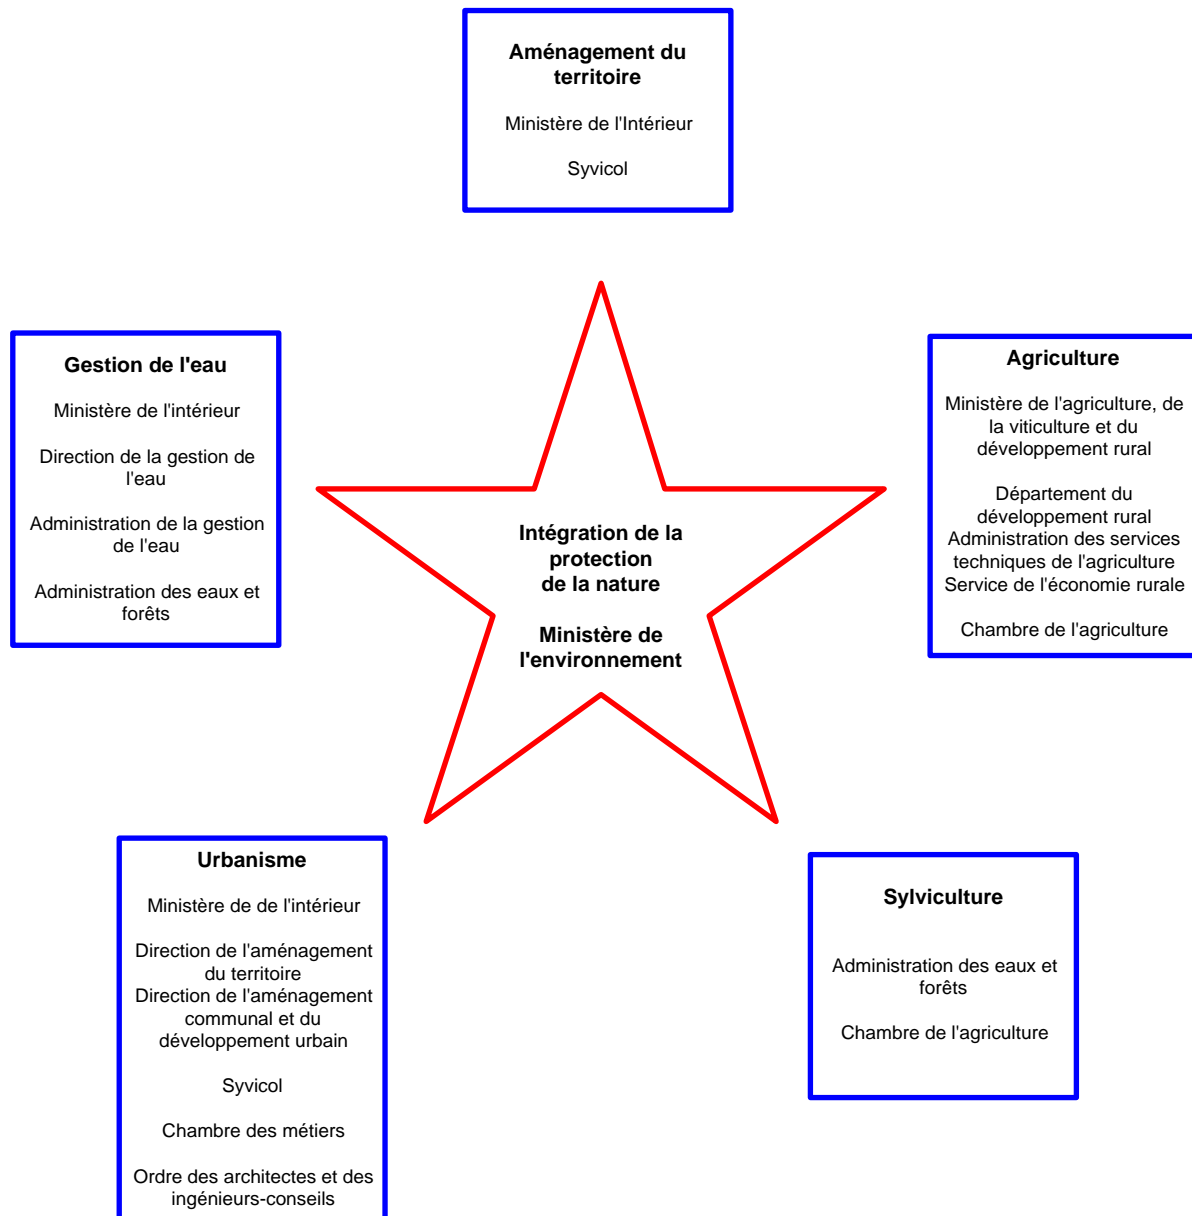 Aménagement du
territoire
Ministère de l'Intérieur
Syvicol
Gestion de l'eau
Ministère de l'intérieur
Direction de la gestion de
l'eau
Administration de la gestion
de l'eau
Administration des eaux et
forêts
Intégration de la
protection
de la nature
Ministère de
l'environnement
Agriculture
Ministère de l'agriculture, de
la viticulture et du
développement rural
Département du
développement rural
Administration des services
techniques de l'agriculture
Service de l'économie rurale
Chambre de l'agriculture
Urbanisme
Ministère de de l'intérieur
Direction de l'aménagement
du territoire
Direction de l'aménagement
communal et du
développement urbain
Syvicol
Chambre des métiers
Ordre des architectes et des
ingénieurs-conseils
Sylviculture
Administration des eaux et
forêts
Chambre de l'agriculture